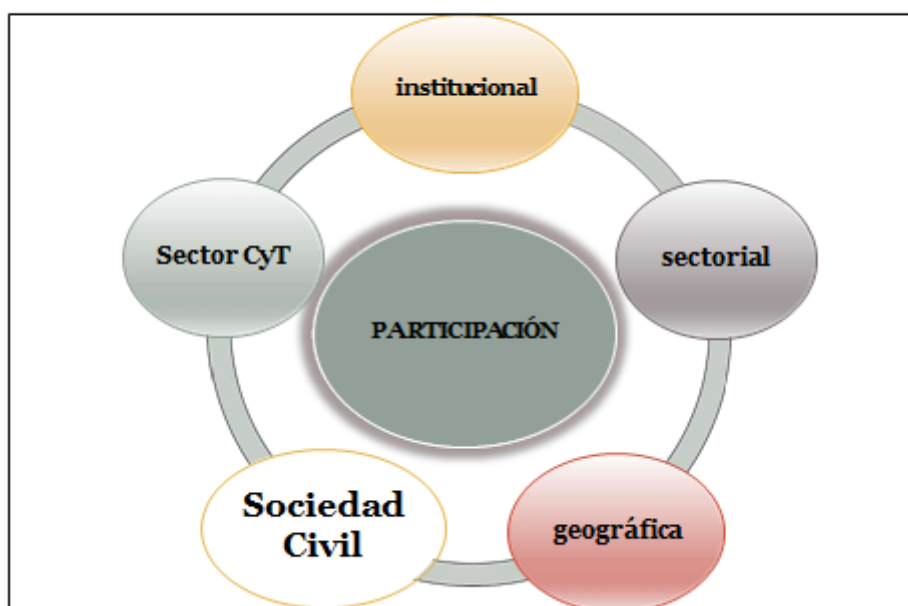 institucional
Sector CyT
sectorial
PARTICIPACIÓN
Sociedad
Civil
geográfica